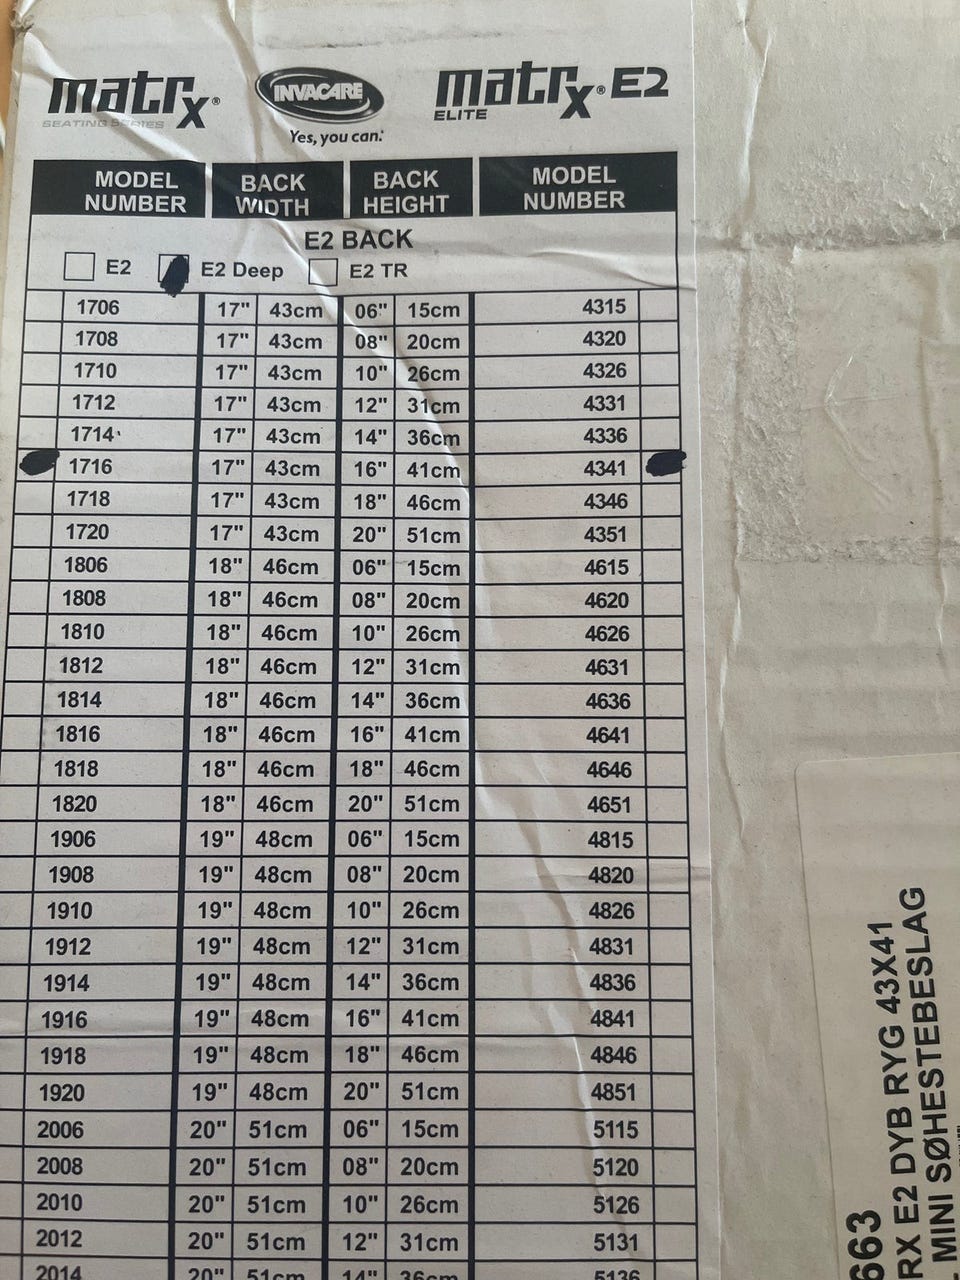 matrx® INVACARE matrx® E2
SEATING SERIES Yes, you can.® ELITE
MODEL NUMBER BACK WIDTH BACK HEIGHT MODEL NUMBER
E2 BACK
E2 E2 Deep E2 TR
1706 17" 43cm 06" 15cm 4315
1708 17" 43cm 08" 20cm 4320
1710 17" 43cm 10" 26cm 4326
1712 17" 43cm 12" 31cm 4331
1714 17" 43cm 14" 36cm 4336
1716 17" 43cm 16" 41cm 4341
1718 17" 43cm 18" 46cm 4346
1720 17" 43cm 20" 51cm 4351
1806 18" 46cm 06" 15cm 4615
1808 18" 46cm 08" 20cm 4620
1810 18" 46cm 10" 26cm 4626
1812 18" 46cm 12" 31cm 4631
1814 18" 46cm 14" 36cm 4636
1816 18" 46cm 16" 41cm 4641
1818 18" 46cm 18" 46cm 4646
1820 18" 46cm 20" 51cm 4651
1906 19" 48cm 06" 15cm 4815
1908 19" 48cm 08" 20cm 4820
1910 19" 48cm 10" 26cm 4826
1912 19" 48cm 12" 31cm 4831
1914 19" 48cm 14" 36cm 4836
1916 19" 48cm 16" 41cm 4841
1918 19" 48cm 18" 46cm 4846
1920 19" 48cm 20" 51cm 4851
2006 20" 51cm 06" 15cm 5115
2008 20" 51cm 08" 20cm 5120
2010 20" 51cm 10" 26cm 5126
2012 20" 51cm 12" 31cm 5131
2014 20" 51cm 14" 36cm 5136
663
RX E2 DYB RYG 43X41
MINI SØHESTEBESLAG